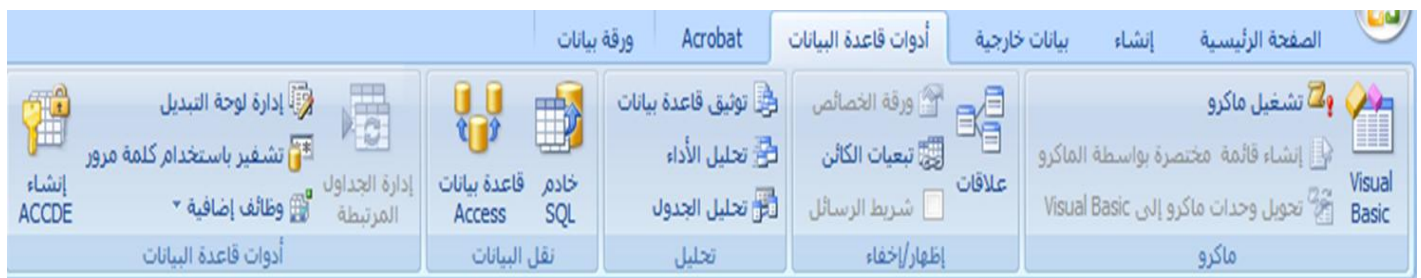 الصفحة الرئيسية
إنشاء
بيانات خارجية
أدوات قاعدة البيانات
Acrobat
ورقة بيانات
Visual
Basic
تشغيل ماكرو
إنشاء قائمة مختصرة بواسطة الماكرو
تحويل وحدات ماكرو إلى Visual Basic
ماكرو
علاقات
ورقة الخصائص
تبعيات الكائن
شريط الرسائل
إظهار/إخفاء
توثيق قاعدة بيانات
تحليل الأداء
تحليل الجدول
تحليل
خادم
SQL
قاعدة بيانات
Access
نقل البيانات
إدارة الجداول
المرتبطة
إدارة لوحة التبديل
تشفير باستخدام كلمة مرور
وظائف إضافية
إنشاء
ACCDE
أدوات قاعدة البيانات